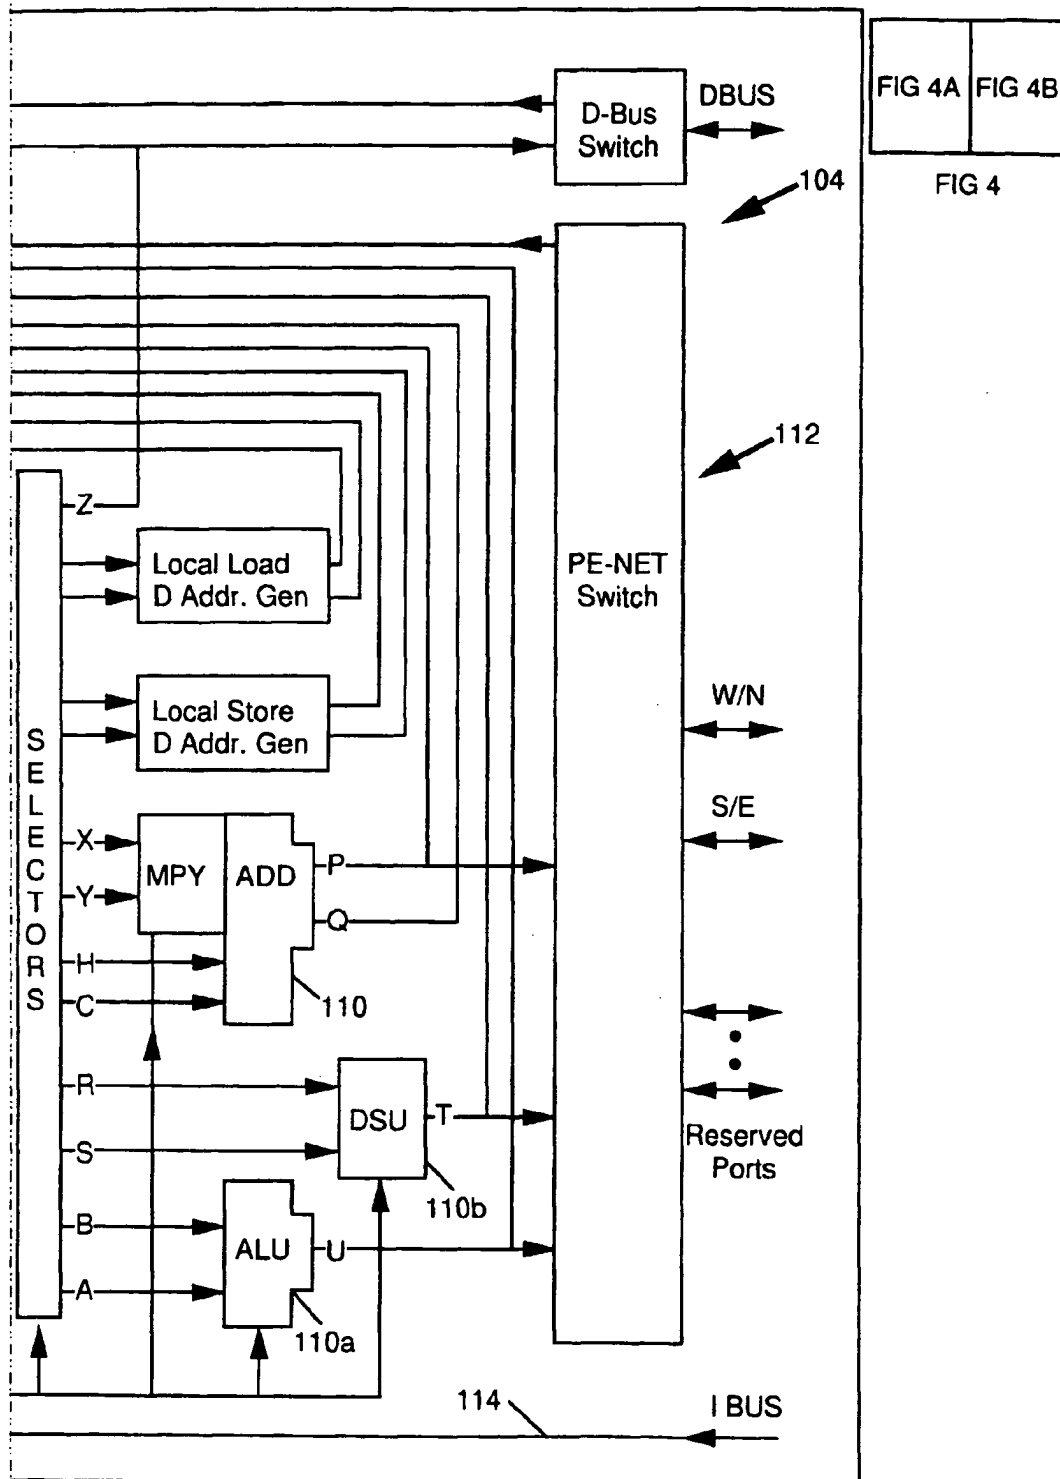 FIG 4A FIG 4B
FIG 4
D-Bus
Switch
DBUS
104
112
PE-NET
Switch
Z
Local Load
D Addr. Gen
Local Store
D Addr. Gen
W/N
S/E
SELECTORS
X
Y
MPY
ADD
P
Q
H
C
110
R
S
DSU
T
110b
Reserved
Ports
B
A
ALU
U
110a
114
I BUS